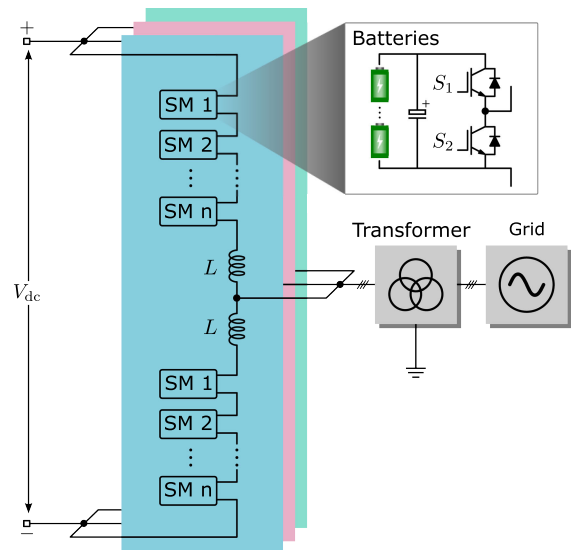 +
Batteries
S1
+
S2
SM 1
SM 2
SM n
L
Transformer
Grid
Vdc
L
SM 1
SM 2
SM n
−